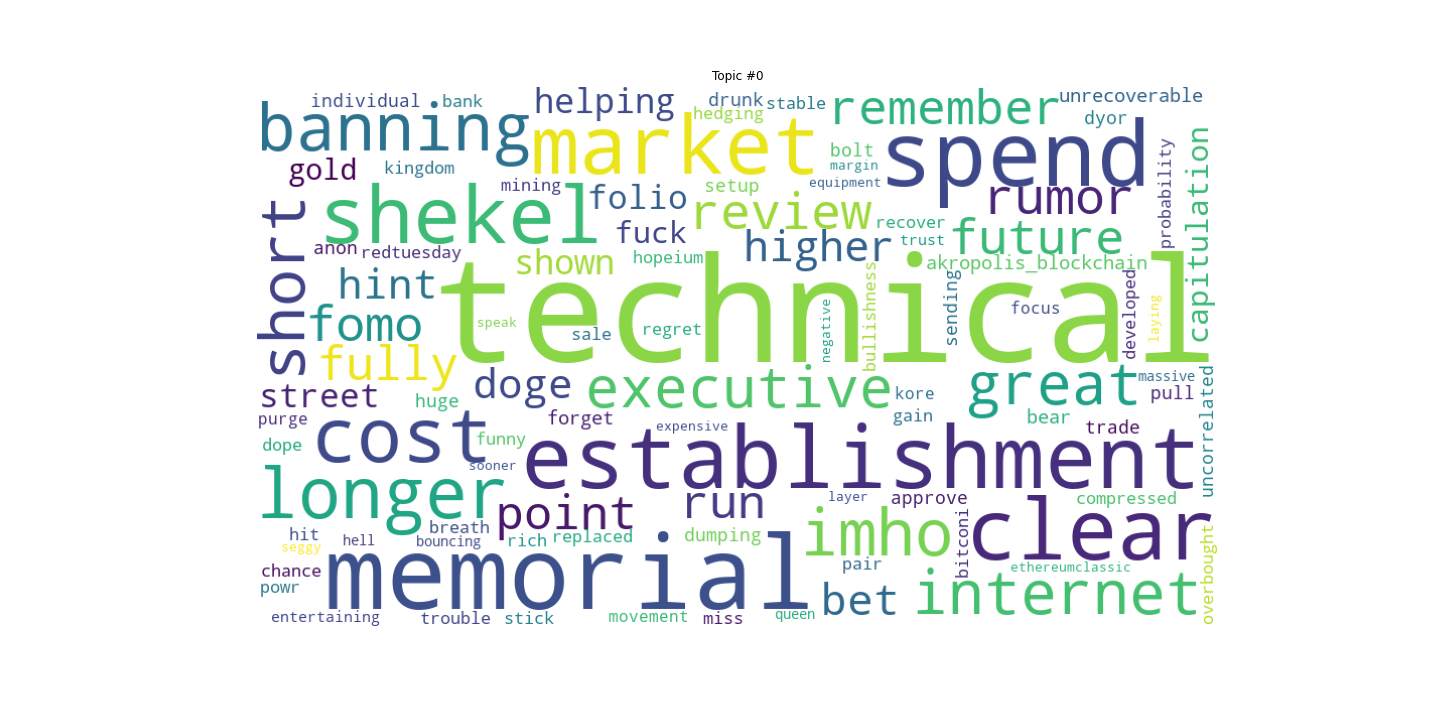 Topic #0
individual
bank
helping
drunk
stable
remember
unrecoverable
banning
market
hedging
spend
dyor
gold
kingdom
mining
folio
setup
bolt
margin
equipment
rumor
probability
capitulation
short
shekel
fuck
review
recover
trust
higher
future
anon
redtuesday
shown
hopeium
akropolis_blockchain
hint
technical
bullishness
sending
focus
developed
laying
negative
fomo
speak
sale
regret
fully
doge
executive
great
massive
pull
kore
street
huge
gain
bear
trade
uncorrelated
purge
cost
forget
funny
expensive
establishment
dope
sooner
longer
point
run
layer
approve
compressed
clear
hit
breath
seggy
hell
bouncing
rich
replaced
dumping
imho
bitconi
overbought
chance
memorial
pair
ethereumclassic
powr
bet
internet
entertaining
trouble
stick
movement
miss
queen